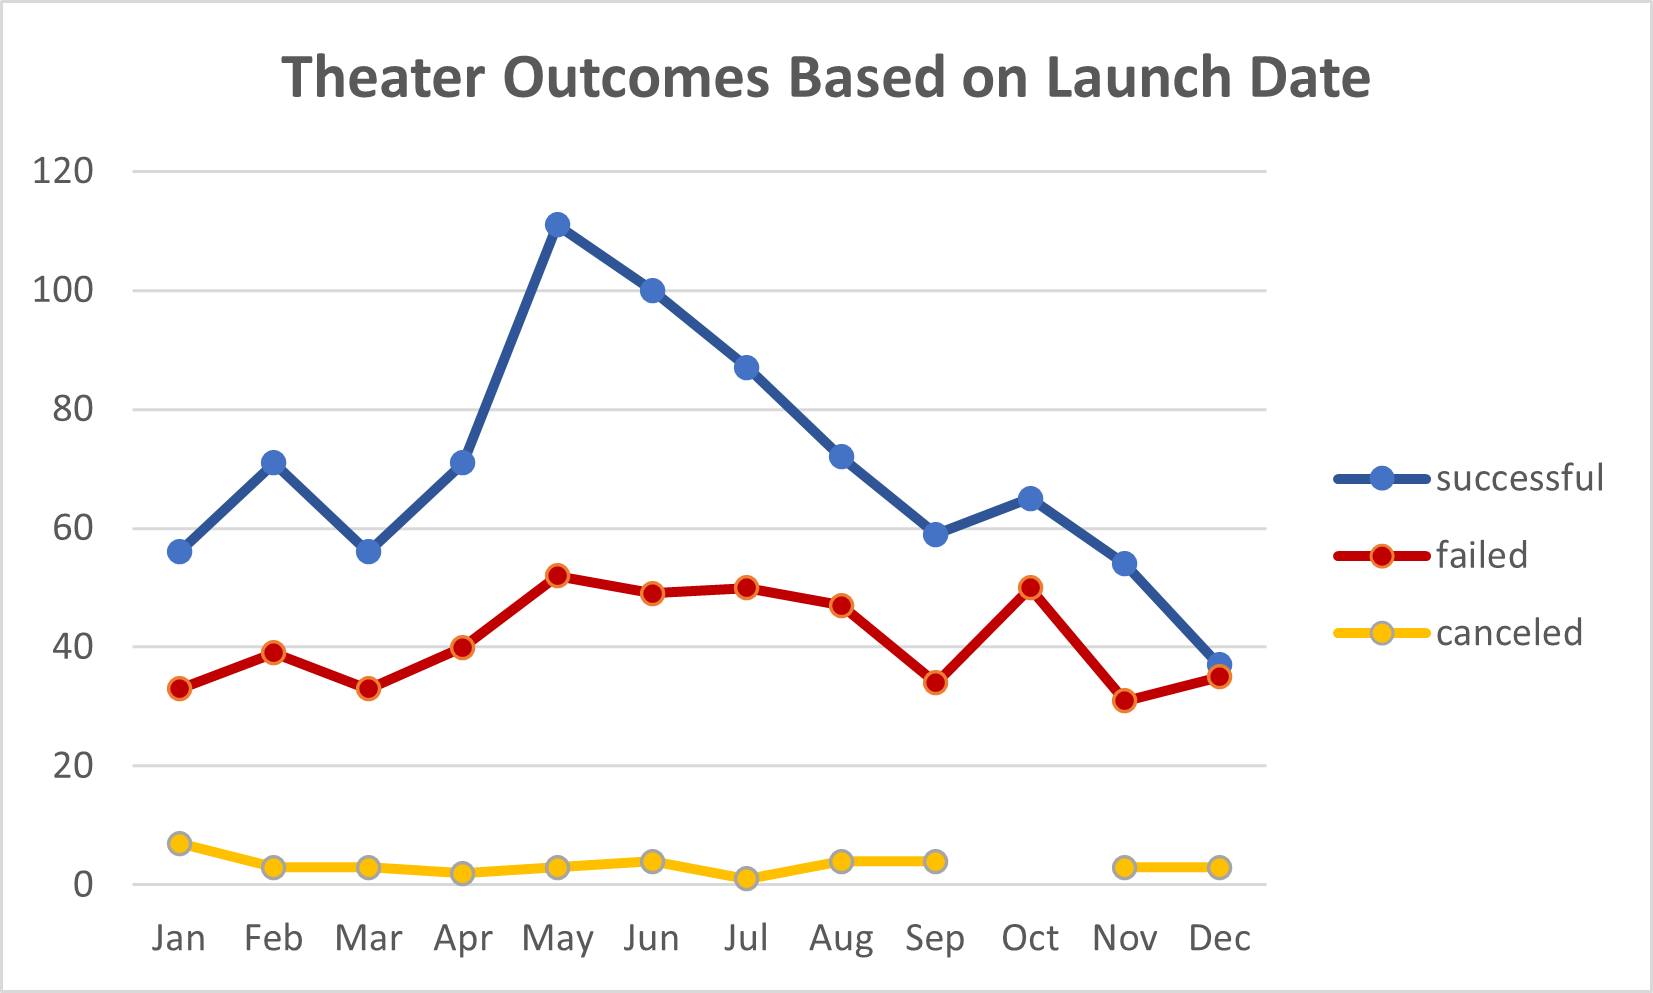 Theater Outcomes Based on Launch Date
120
100
80
60
40
20
0
Jan Feb Mar Apr May Jun Jul Aug Sep Oct Nov Dec
successful
failed
canceled